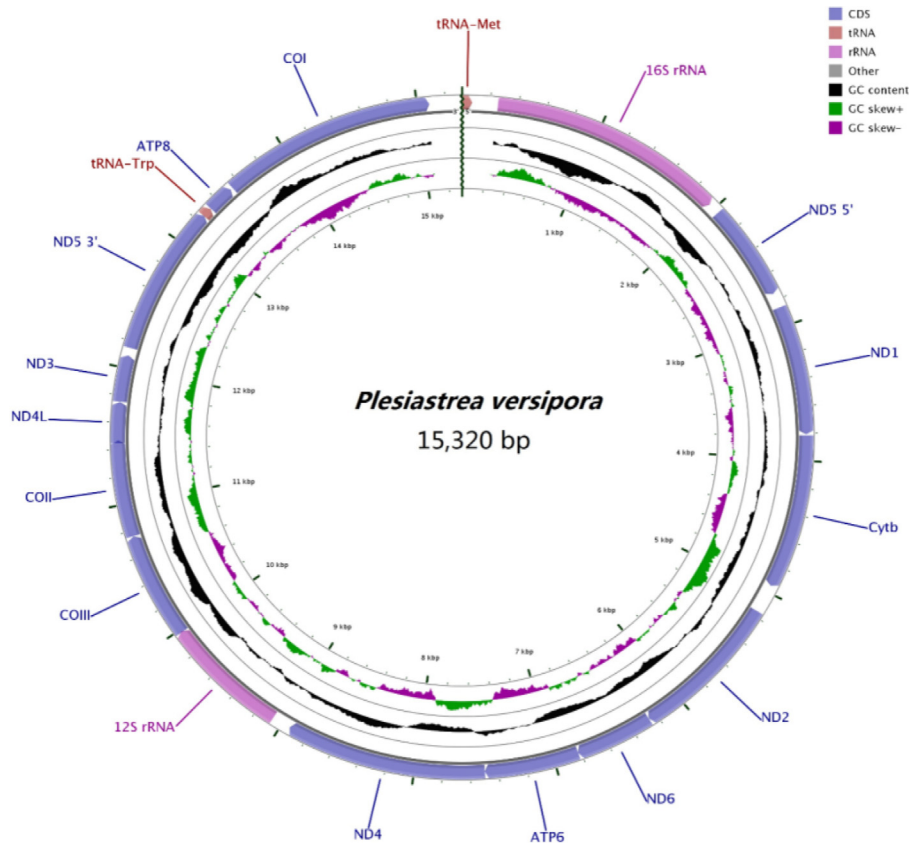 tRNA-Met
COI
16S rRNA
CDS
tRNA
rRNA
Other
GC content
GC skew+
GC skew-
ATP8
tRNA-Trp
ND5 3'
ND5 5'
ND3
ND1
ND4L
COII
Cytb
COIII
12S rRNA
ND2
ND4
ATP6
ND6
15 kbp
1 kbp
14 kbp
2 kbp
13 kbp
3 kbp
12 kbp
Plesiastrea versipora
15,320 bp
4 kbp
11 kbp
5 kbp
10 kbp
6 kbp
9 kbp
8 kbp
7 kbp